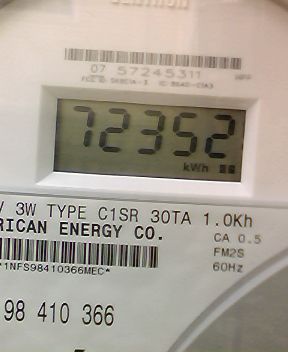 07 57245311
72352
kWh
V 3W TYPE C1SR 30TA 1.0Kh
RICAN ENERGY CO. CA 0.5
FM2S
*1NFS98410366MEC* 60Hz
98 410 366